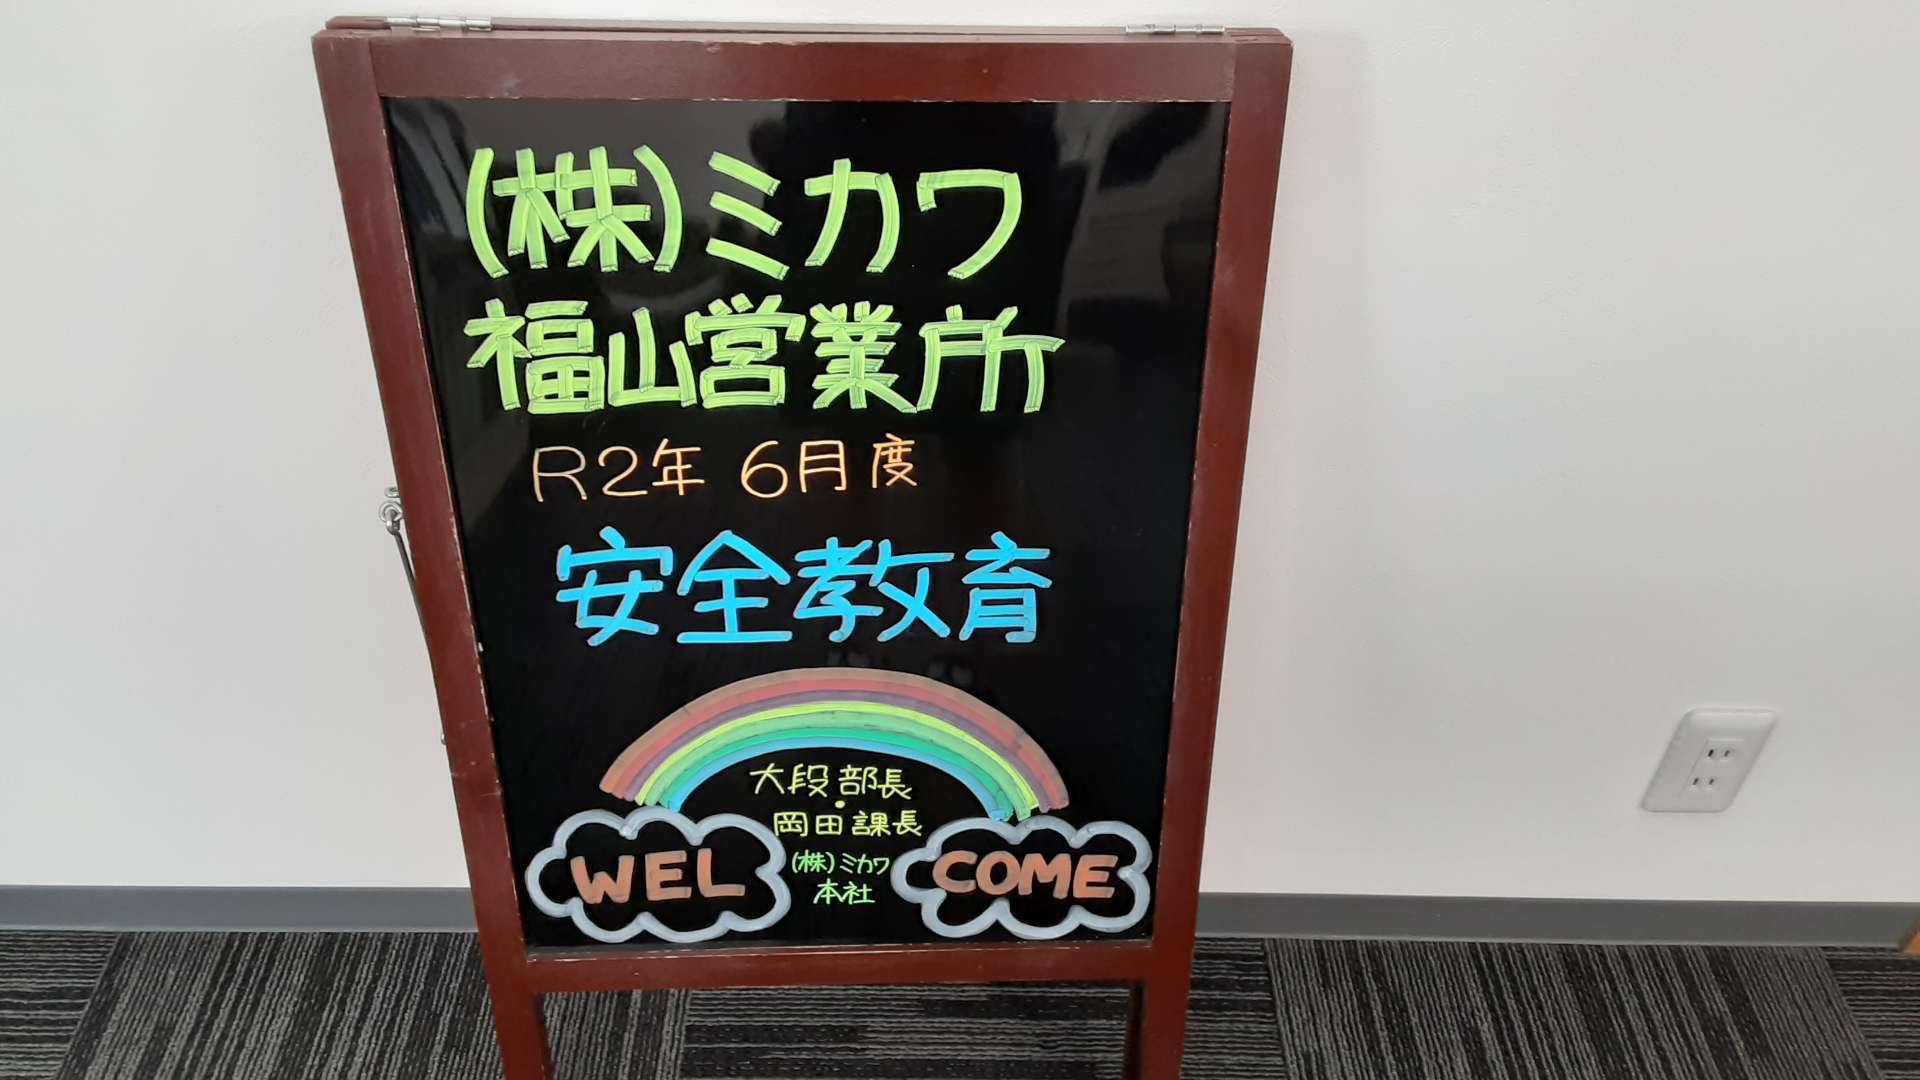 (株)ミカワ
福山営業所
R2年 6月度
安全教育
大段部長
・
岡田課長
WEL
(株)ミカワ
本社
COME